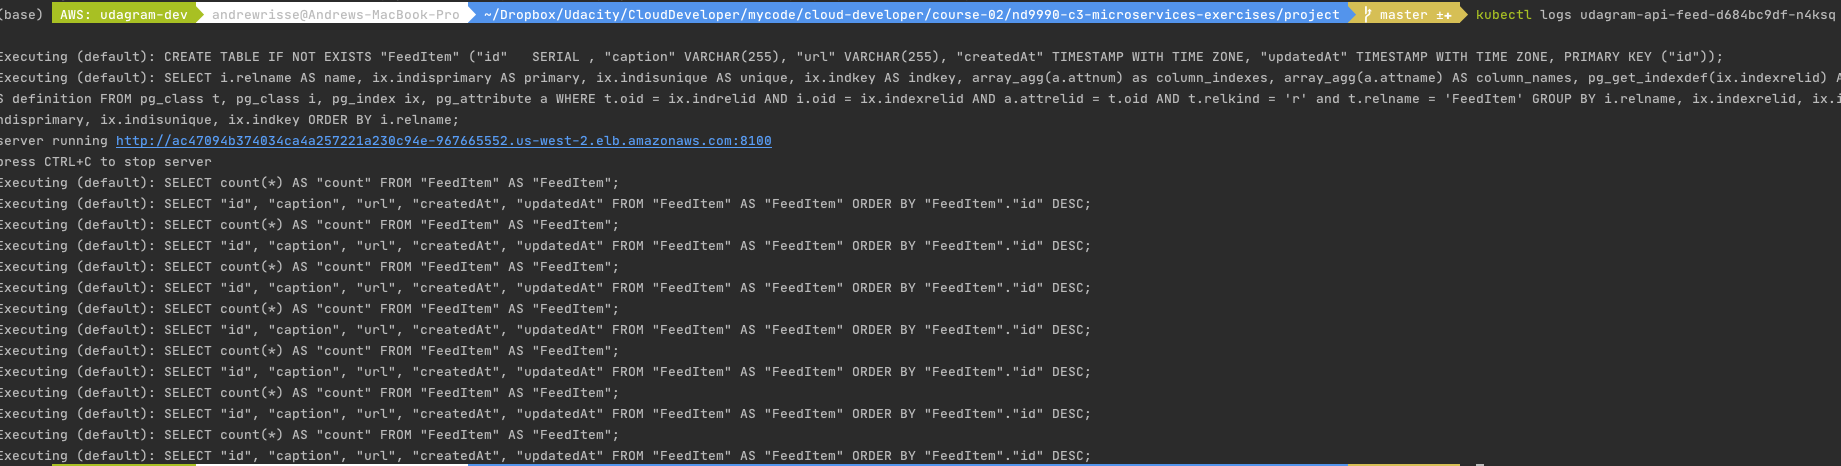 (base) AWS: udagram-dev andrewrisse@Andrews-MacBook-Pro ~/Dropbox/Udacity/CloudDeveloper/mycode/cloud-developer/course-02/nd9990-c3-microservices-exercises/project master ±+ kubectl logs udagram-api-feed-d684bc9df-n4ksq
Executing (default): CREATE TABLE IF NOT EXISTS "FeedItem" ("id"   SERIAL , "caption" VARCHAR(255), "url" VARCHAR(255), "createdAt" TIMESTAMP WITH TIME ZONE, "updatedAt" TIMESTAMP WITH TIME ZONE, PRIMARY KEY ("id"));
Executing (default): SELECT i.relname AS name, ix.indisprimary AS primary, ix.indisunique AS unique, ix.indkey AS indkey, array_agg(a.attnum) as column_indexes, array_agg(a.attname) AS column_names, pg_get_indexdef(ix.indexrelid) A
S definition FROM pg_class t, pg_class i, pg_index ix, pg_attribute a WHERE t.oid = ix.indrelid AND i.oid = ix.indexrelid AND a.attrelid = t.oid AND t.relkind = 'r' and t.relname = 'FeedItem' GROUP BY i.relname, ix.indexrelid, ix.i
ndisprimary, ix.indisunique, ix.indkey ORDER BY i.relname;
server running http://ac47094b374034ca4a257221a230c94e-967665552.us-west-2.elb.amazonaws.com:8100
press CTRL+C to stop server
Executing (default): SELECT count(*) AS "count" FROM "FeedItem" AS "FeedItem";
Executing (default): SELECT "id", "caption", "url", "createdAt", "updatedAt" FROM "FeedItem" AS "FeedItem" ORDER BY "FeedItem"."id" DESC;
Executing (default): SELECT count(*) AS "count" FROM "FeedItem" AS "FeedItem";
Executing (default): SELECT "id", "caption", "url", "createdAt", "updatedAt" FROM "FeedItem" AS "FeedItem" ORDER BY "FeedItem"."id" DESC;
Executing (default): SELECT count(*) AS "count" FROM "FeedItem" AS "FeedItem";
Executing (default): SELECT "id", "caption", "url", "createdAt", "updatedAt" FROM "FeedItem" AS "FeedItem" ORDER BY "FeedItem"."id" DESC;
Executing (default): SELECT count(*) AS "count" FROM "FeedItem" AS "FeedItem";
Executing (default): SELECT "id", "caption", "url", "createdAt", "updatedAt" FROM "FeedItem" AS "FeedItem" ORDER BY "FeedItem"."id" DESC;
Executing (default): SELECT count(*) AS "count" FROM "FeedItem" AS "FeedItem";
Executing (default): SELECT "id", "caption", "url", "createdAt", "updatedAt" FROM "FeedItem" AS "FeedItem" ORDER BY "FeedItem"."id" DESC;
Executing (default): SELECT count(*) AS "count" FROM "FeedItem" AS "FeedItem";
Executing (default): SELECT "id", "caption", "url", "createdAt", "updatedAt" FROM "FeedItem" AS "FeedItem" ORDER BY "FeedItem"."id" DESC;
Executing (default): SELECT count(*) AS "count" FROM "FeedItem" AS "FeedItem";
Executing (default): SELECT "id", "caption", "url", "createdAt", "updatedAt" FROM "FeedItem" AS "FeedItem" ORDER BY "FeedItem"."id" DESC;